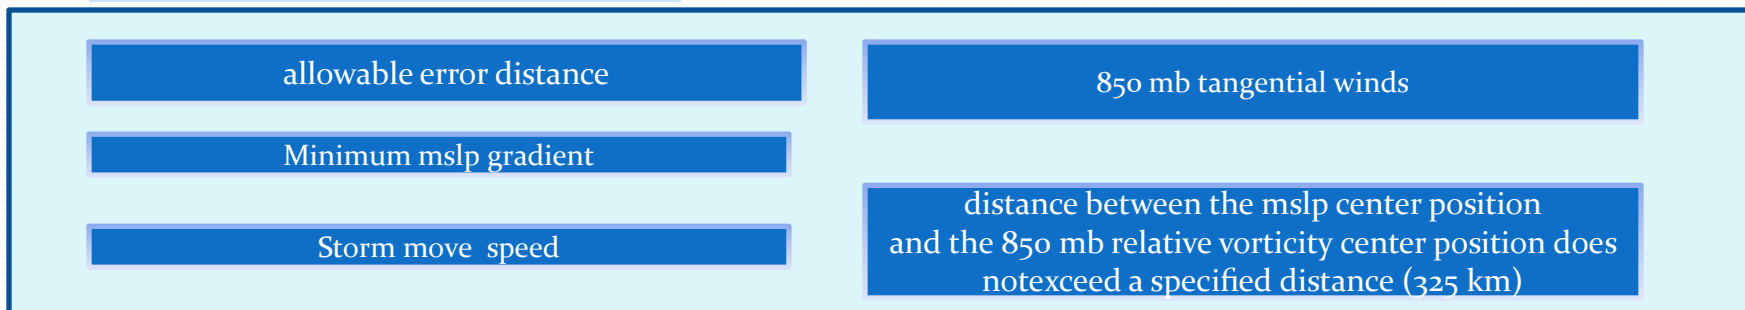 allowable error distance
Minimum mslp gradient
Storm move  speed
850 mb tangential winds
distance between the mslp center position
and the 850 mb relative vorticity center position does
notexceed a specified distance (325 km)